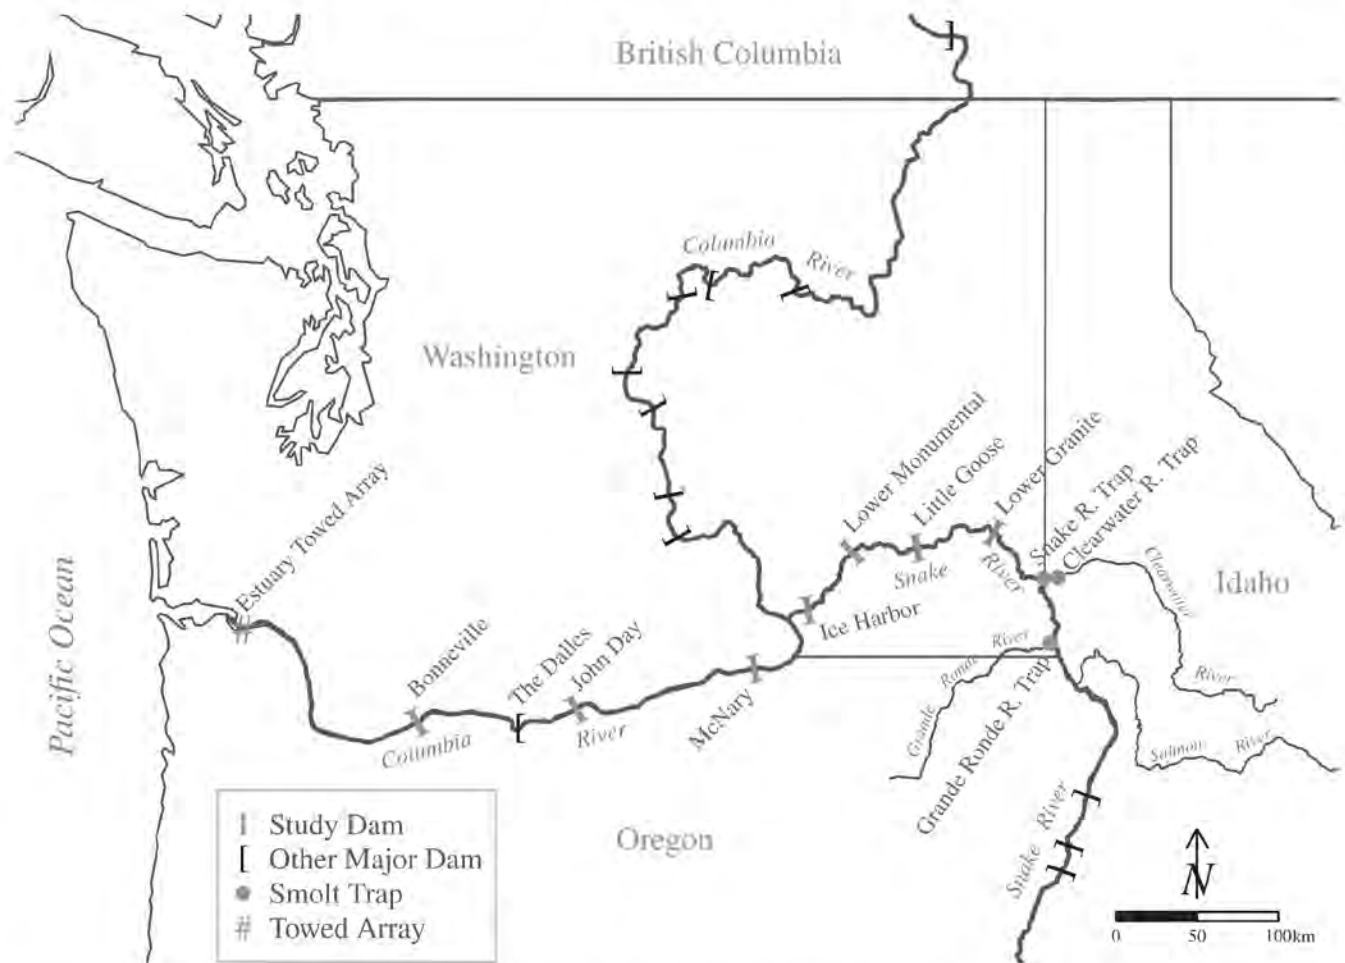 British Columbia
Columbia
River
Washington
Lower Monumental
Little Goose
Lower Granite
Snake R. Trap
Clearwater R. Trap
Clearwater
River
Idaho
Pacific Ocean
Estuary Towed Array
Bonneville
The Dalles
John Day
McNary
Ice Harbor
Snake
River
Columbia
River
Grande
Ronde
River
Grande Ronde R. Trap
Salmon
River
Snake
River
Oregon
Study Dam
[ Other Major Dam
Smolt Trap
# Towed Array
N
0 50 100km